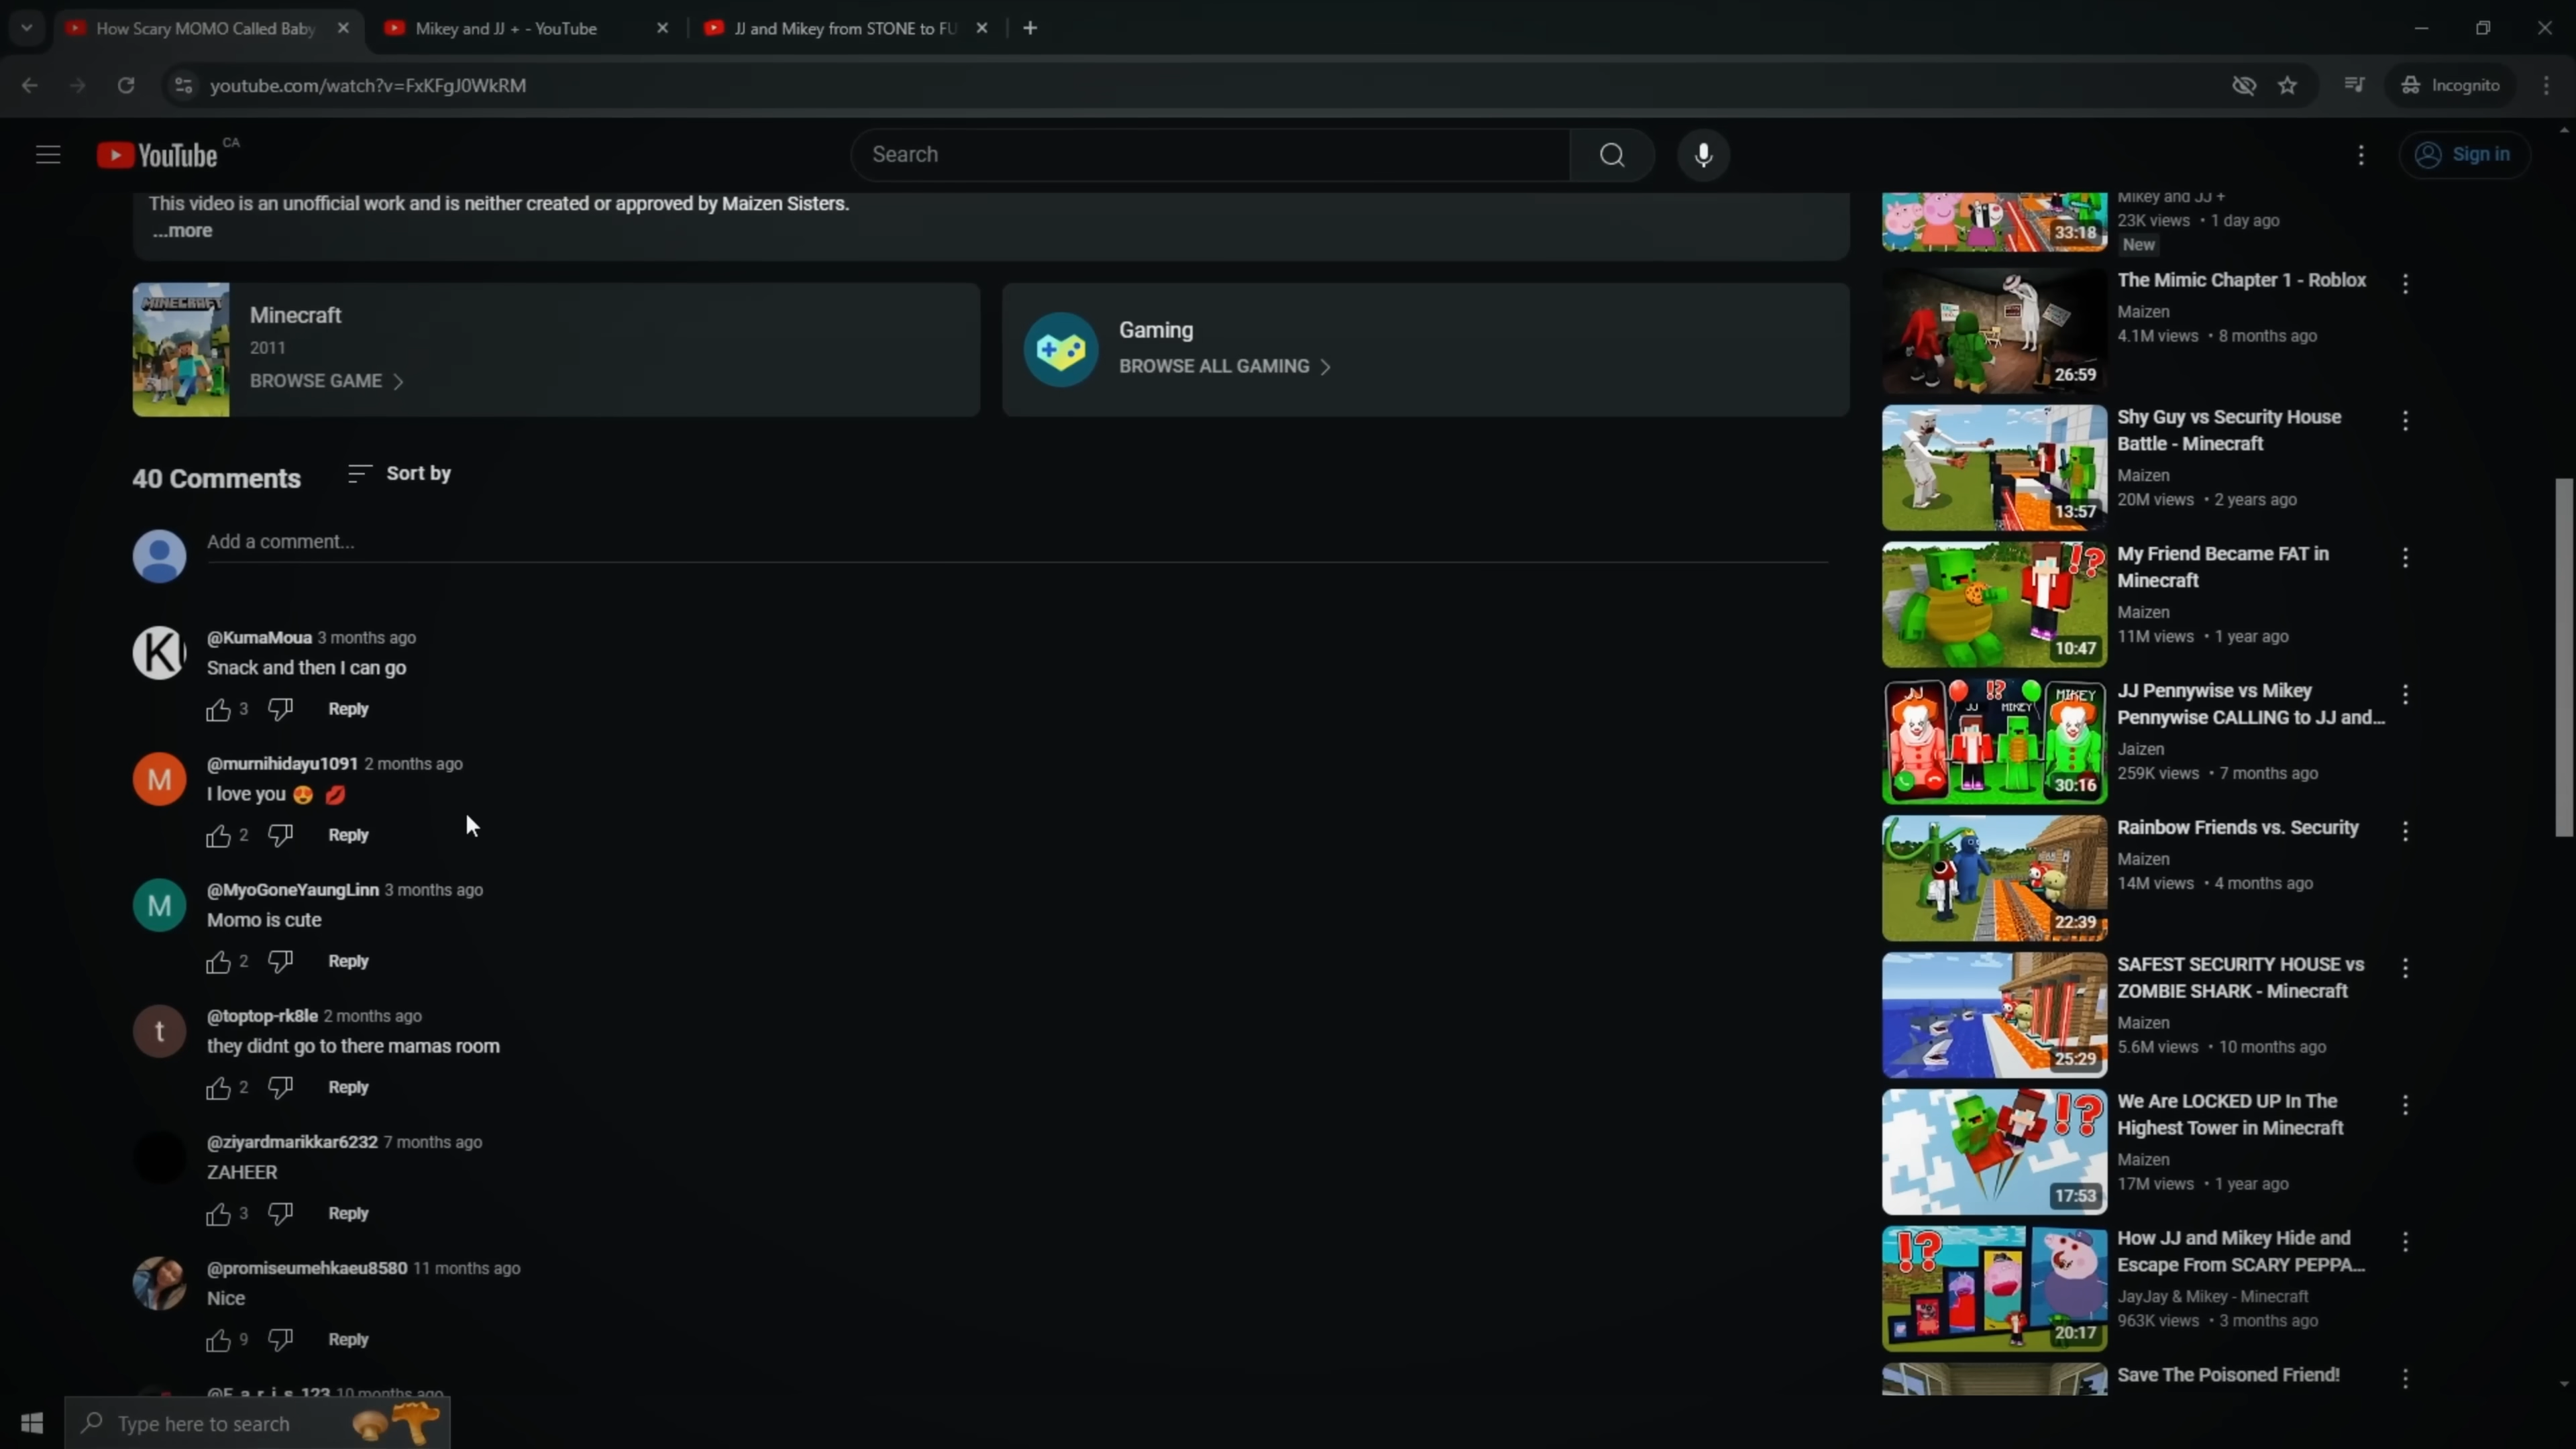 How Scary MOMO Called Baby
Mikey and JJ + - YouTube
JJ and Mikey from STONE to FU
youtube.com/watch?v=FxKFgJ0WkRM
Incognito
YouTube CA
Search
Sign in
This video is an unofficial work and is neither created or approved by Maizen Sisters.
...more
MINECRAFT
Minecraft
2011
BROWSE GAME
Gaming
BROWSE ALL GAMING
40 Comments
Sort by
Add a comment...
K
@KumaMoua 3 months ago
Snack and then I can go
3
Reply
M
@murnihidayu1091 2 months ago
I love you 😍 💋
2
Reply
M
@MyoGoneYaungLinn 3 months ago
Momo is cute
2
Reply
t
@toptop-rk8le 2 months ago
they didnt go to there mamas room
2
Reply
@ziyardmarikkar6232 7 months ago
ZAHEER
3
Reply
@promiseumehkaeu8580 11 months ago
Nice
9
Reply
@F_a_r_i_s_123 10 months ago
33:18
Mikey and JJ +
23K views • 1 day ago
New
26:59
The Mimic Chapter 1 - Roblox
Maizen
4.1M views • 8 months ago
13:57
Shy Guy vs Security House
Battle - Minecraft
Maizen
20M views • 2 years ago
!?
10:47
My Friend Became FAT in
Minecraft
Maizen
11M views • 1 year ago
JJ
!?
MIKEY
JJ
MIKEY
30:16
JJ Pennywise vs Mikey
Pennywise CALLING to JJ and...
Jaizen
259K views • 7 months ago
22:39
Rainbow Friends vs. Security
Maizen
14M views • 4 months ago
25:29
SAFEST SECURITY HOUSE vs
ZOMBIE SHARK - Minecraft
Maizen
5.6M views • 10 months ago
!?
17:53
We Are LOCKED UP In The
Highest Tower in Minecraft
Maizen
17M views • 1 year ago
!?
20:17
How JJ and Mikey Hide and
Escape From SCARY PEPPA...
JayJay & Mikey - Minecraft
963K views • 3 months ago
Save The Poisoned Friend!
Type here to search